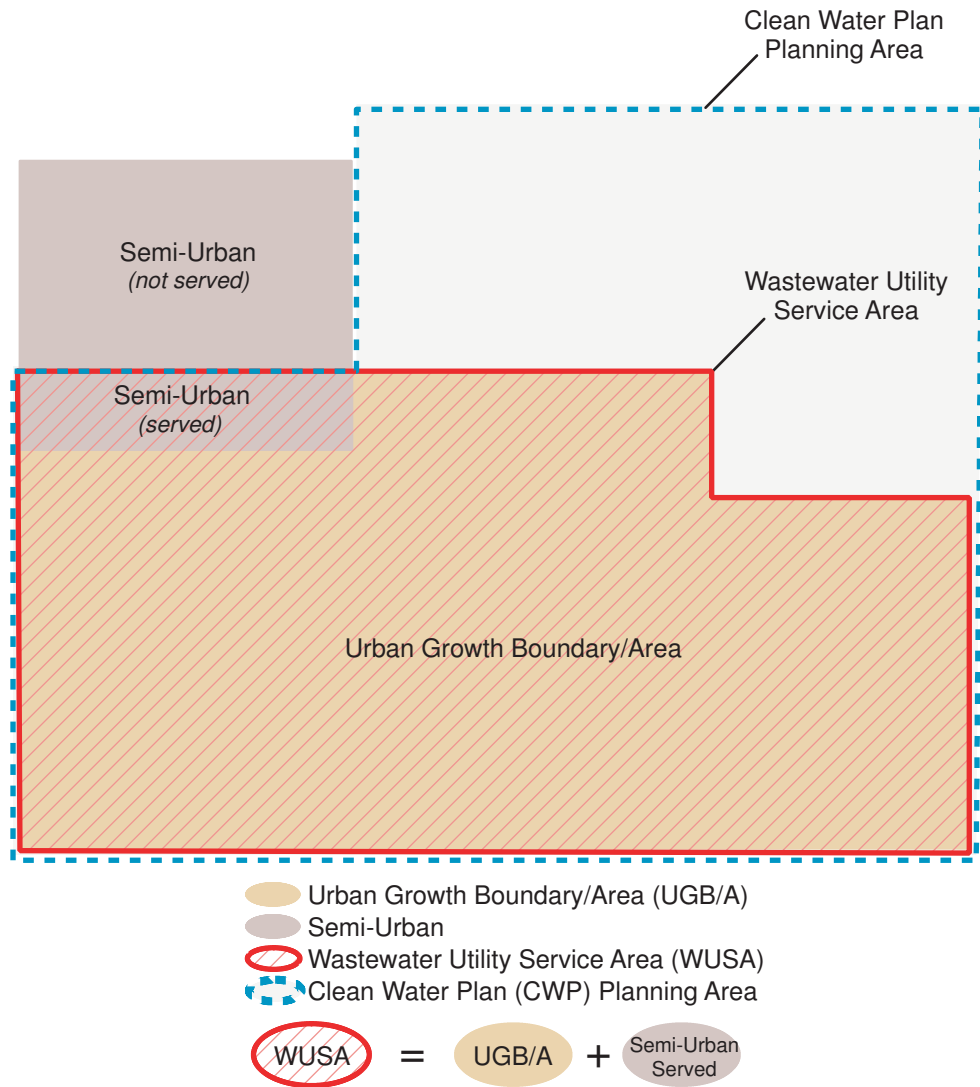 Clean Water Plan
Planning Area
Semi-Urban
(not served)
Wastewater Utility
Service Area
Semi-Urban
(served)
Urban Growth Boundary/Area
Urban Growth Boundary/Area (UGB/A)
Semi-Urban
Wastewater Utility Service Area (WUSA)
Clean Water Plan (CWP) Planning Area
WUSA = UGB/A + Semi-Urban
Served